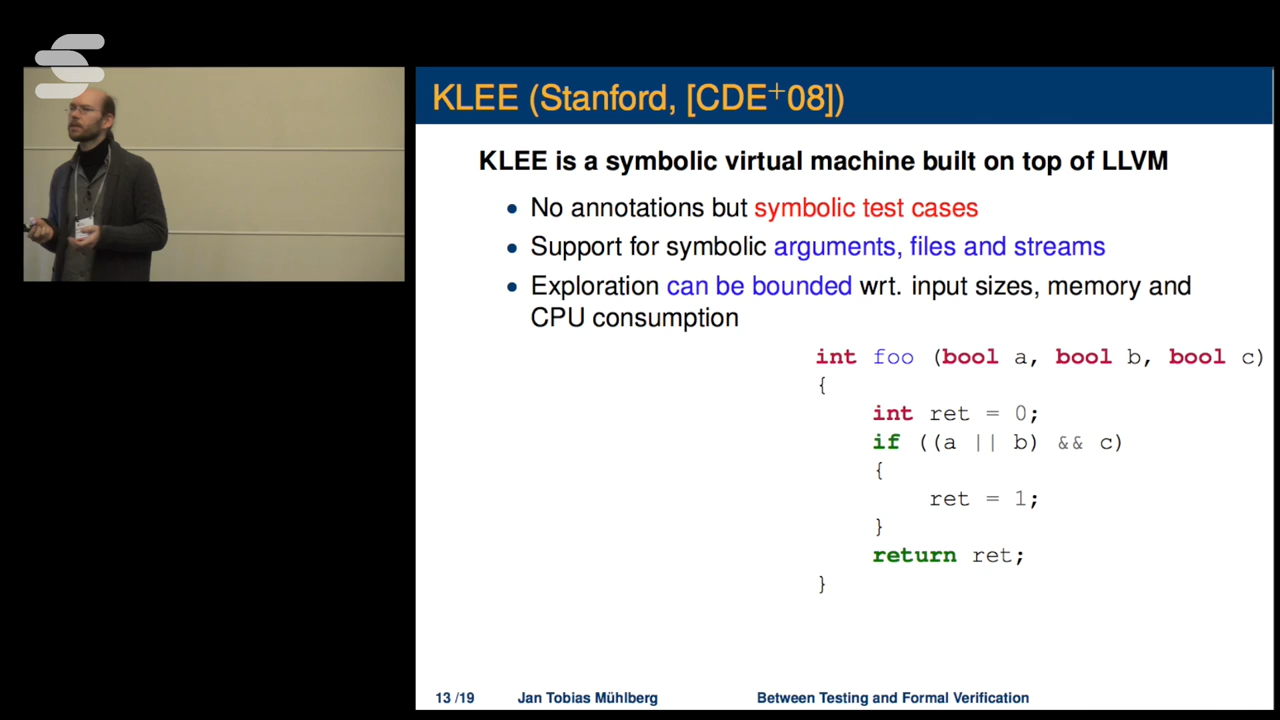 KLEE (Stanford, [CDE+08])
KLEE is a symbolic virtual machine built on top of LLVM
• No annotations but symbolic test cases
• Support for symbolic arguments, files and streams
• Exploration can be bounded wrt. input sizes, memory and
CPU consumption
int foo (bool a, bool b, bool c)
{
int ret = 0;
if ((a || b) && c)
{
ret = 1;
}
return ret;
}
13 /19 Jan Tobias Mühlberg Between Testing and Formal Verification